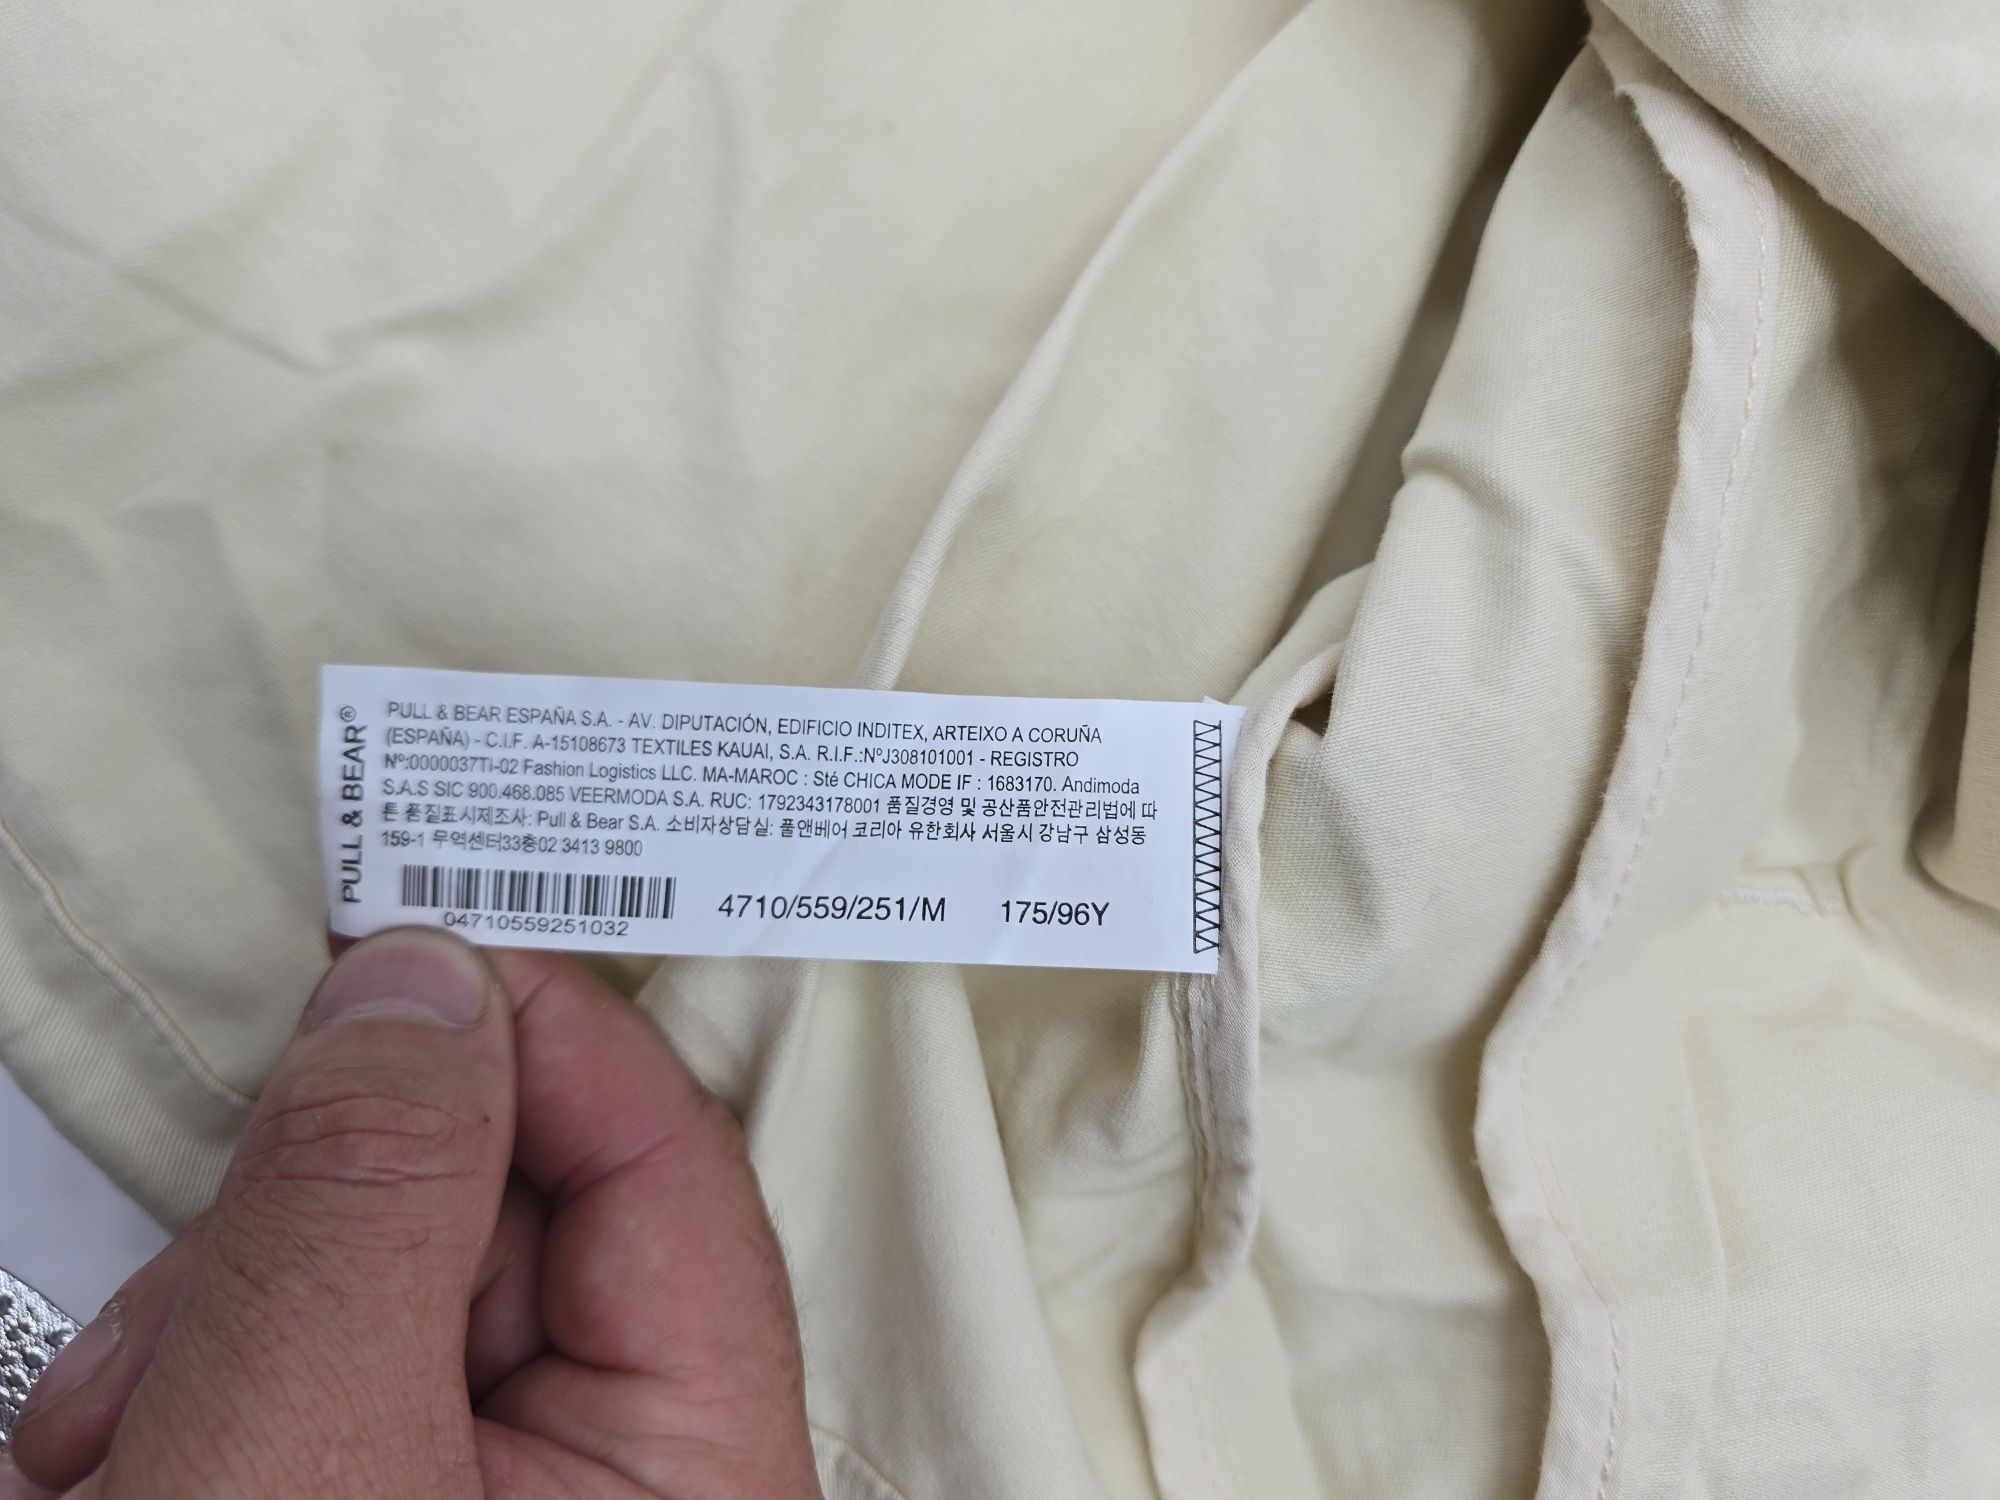 PULL & BEAR®
PULL & BEAR ESPAÑA S.A. - AV. DIPUTACIÓN, EDIFICIO INDITEX, ARTEIXO A CORUÑA
(ESPAÑA) - C.I.F. A-15108673 TEXTILES KAUAI, S.A. R.I.F.:NºJ308101001 - REGISTRO
Nº:0000037TI-02 Fashion Logistics LLC. MA-MAROC : Sté CHICA MODE IF : 1683170. Andimoda
S.A.S SIC 900.468.085 VEERMODA S.A. RUC: 1792343178001 품질경영 및 공산품안전관리법에 따
른 품질표시제조사: Pull & Bear S.A. 소비자상담실: 풀앤베어 코리아 유한회사 서울시 강남구 삼성동
159-1 무역센터33층02 3413 9800
04710559251032
4710/559/251/M 175/96Y